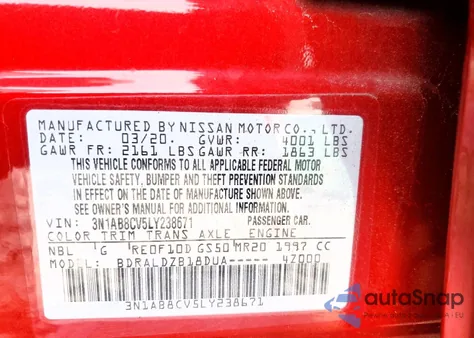 MANUFACTURED BY NISSAN MOTOR CO., LTD.
DATE: 03/20. GVWR: 4001 LBS
GAWR FR: 2161 LBS GAWR RR: 1863 LBS
THIS VEHICLE CONFORMS TO ALL APPLICABLE FEDERAL MOTOR
VEHICLE SAFETY, BUMPER AND THEFT PREVENTION STANDARDS
IN EFFECT ON THE DATE OF MANUFACTURE SHOWN ABOVE.
SEE OWNER'S MANUAL FOR ADDITIONAL INFORMATION.
VIN: 3N1AB8CV5LY238671 PASSENGER CAR.
COLOR TRIM TRANS AXLE ENGINE
NBL G RE0F10D GS50 MR20 1997 CC
MODEL: BDRALDZB18DUA----- 4Z000
3N1AB8CV5LY238671
autoSnap